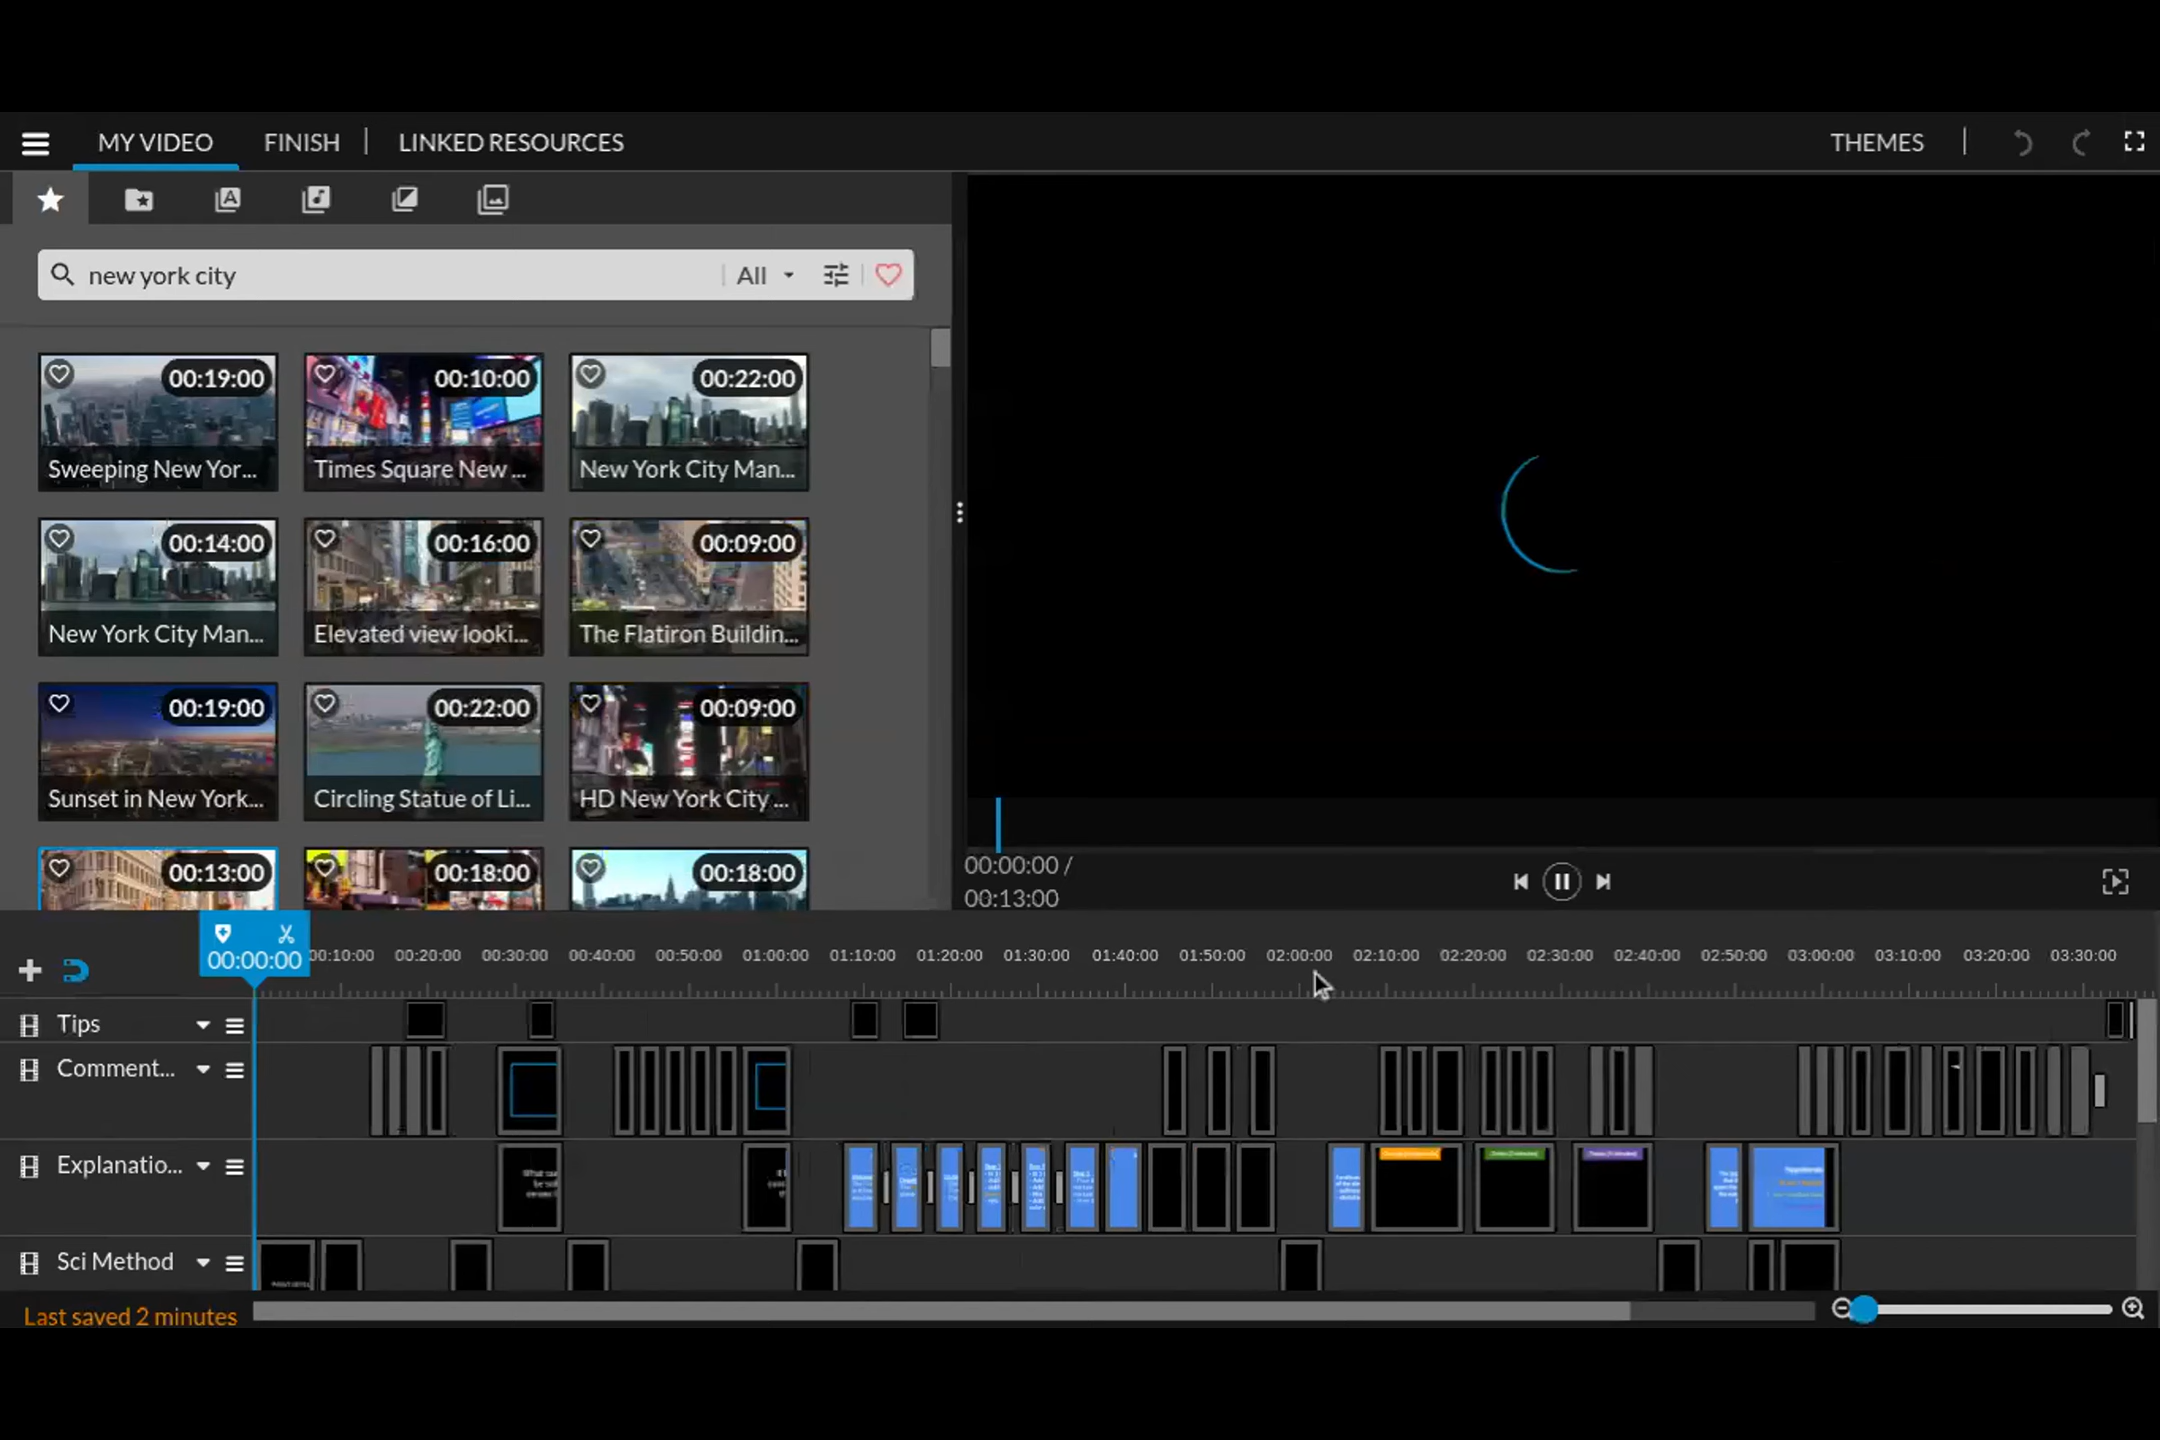 MY VIDEO FINISH LINKED RESOURCES THEMES
new york city All
00:19:00 00:10:00 00:22:00
Sweeping New Yor... Times Square New ... New York City Man...
00:14:00 00:16:00 00:09:00
New York City Man... Elevated view looki... The Flatiron Buildin...
00:19:00 00:22:00 00:09:00
Sunset in New York... Circling Statue of Li... HD New York City ...
00:13:00 00:18:00 00:18:00
00:00:00 /
00:13:00
00:00:00 00:10:00 00:20:00 00:30:00 00:40:00 00:50:00 01:00:00 01:10:00 01:20:00 01:30:00 01:40:00 01:50:00 02:00:00 02:10:00 02:20:00 02:30:00 02:40:00 02:50:00 03:00:00 03:10:00 03:20:00 03:30:00
Tips
Comment...
Explanatio...
Sci Method
Last saved 2 minutes